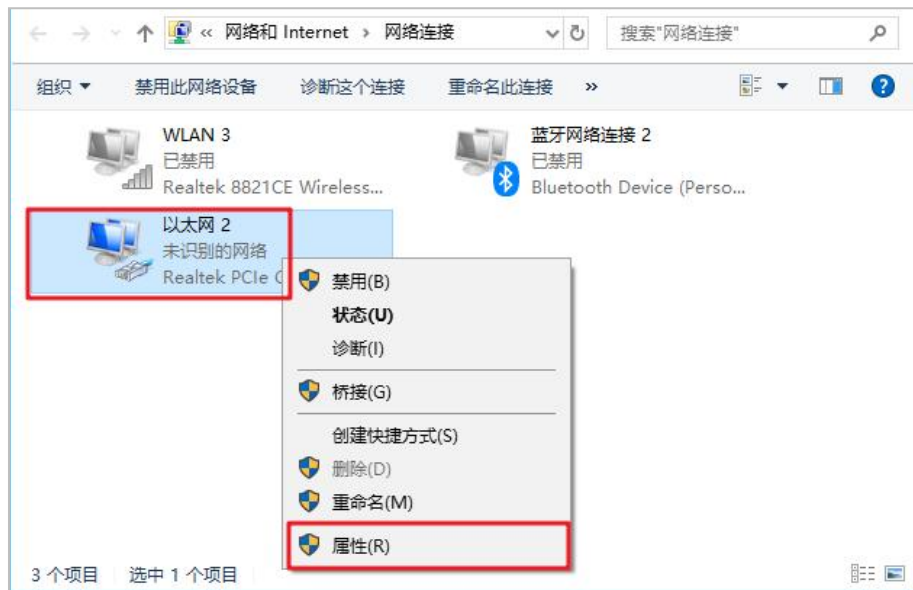 « 网络和 Internet › 网络连接
搜索"网络连接"
组织 禁用此网络设备 诊断这个连接 重命名此连接 »
WLAN 3
已禁用
Realtek 8821CE Wireless...
蓝牙网络连接 2
已禁用
Bluetooth Device (Perso...
以太网 2
未识别的网络
Realtek PCIe
禁用(B)
状态(U)
诊断(I)
桥接(G)
创建快捷方式(S)
删除(D)
重命名(M)
属性(R)
3 个项目 选中 1 个项目